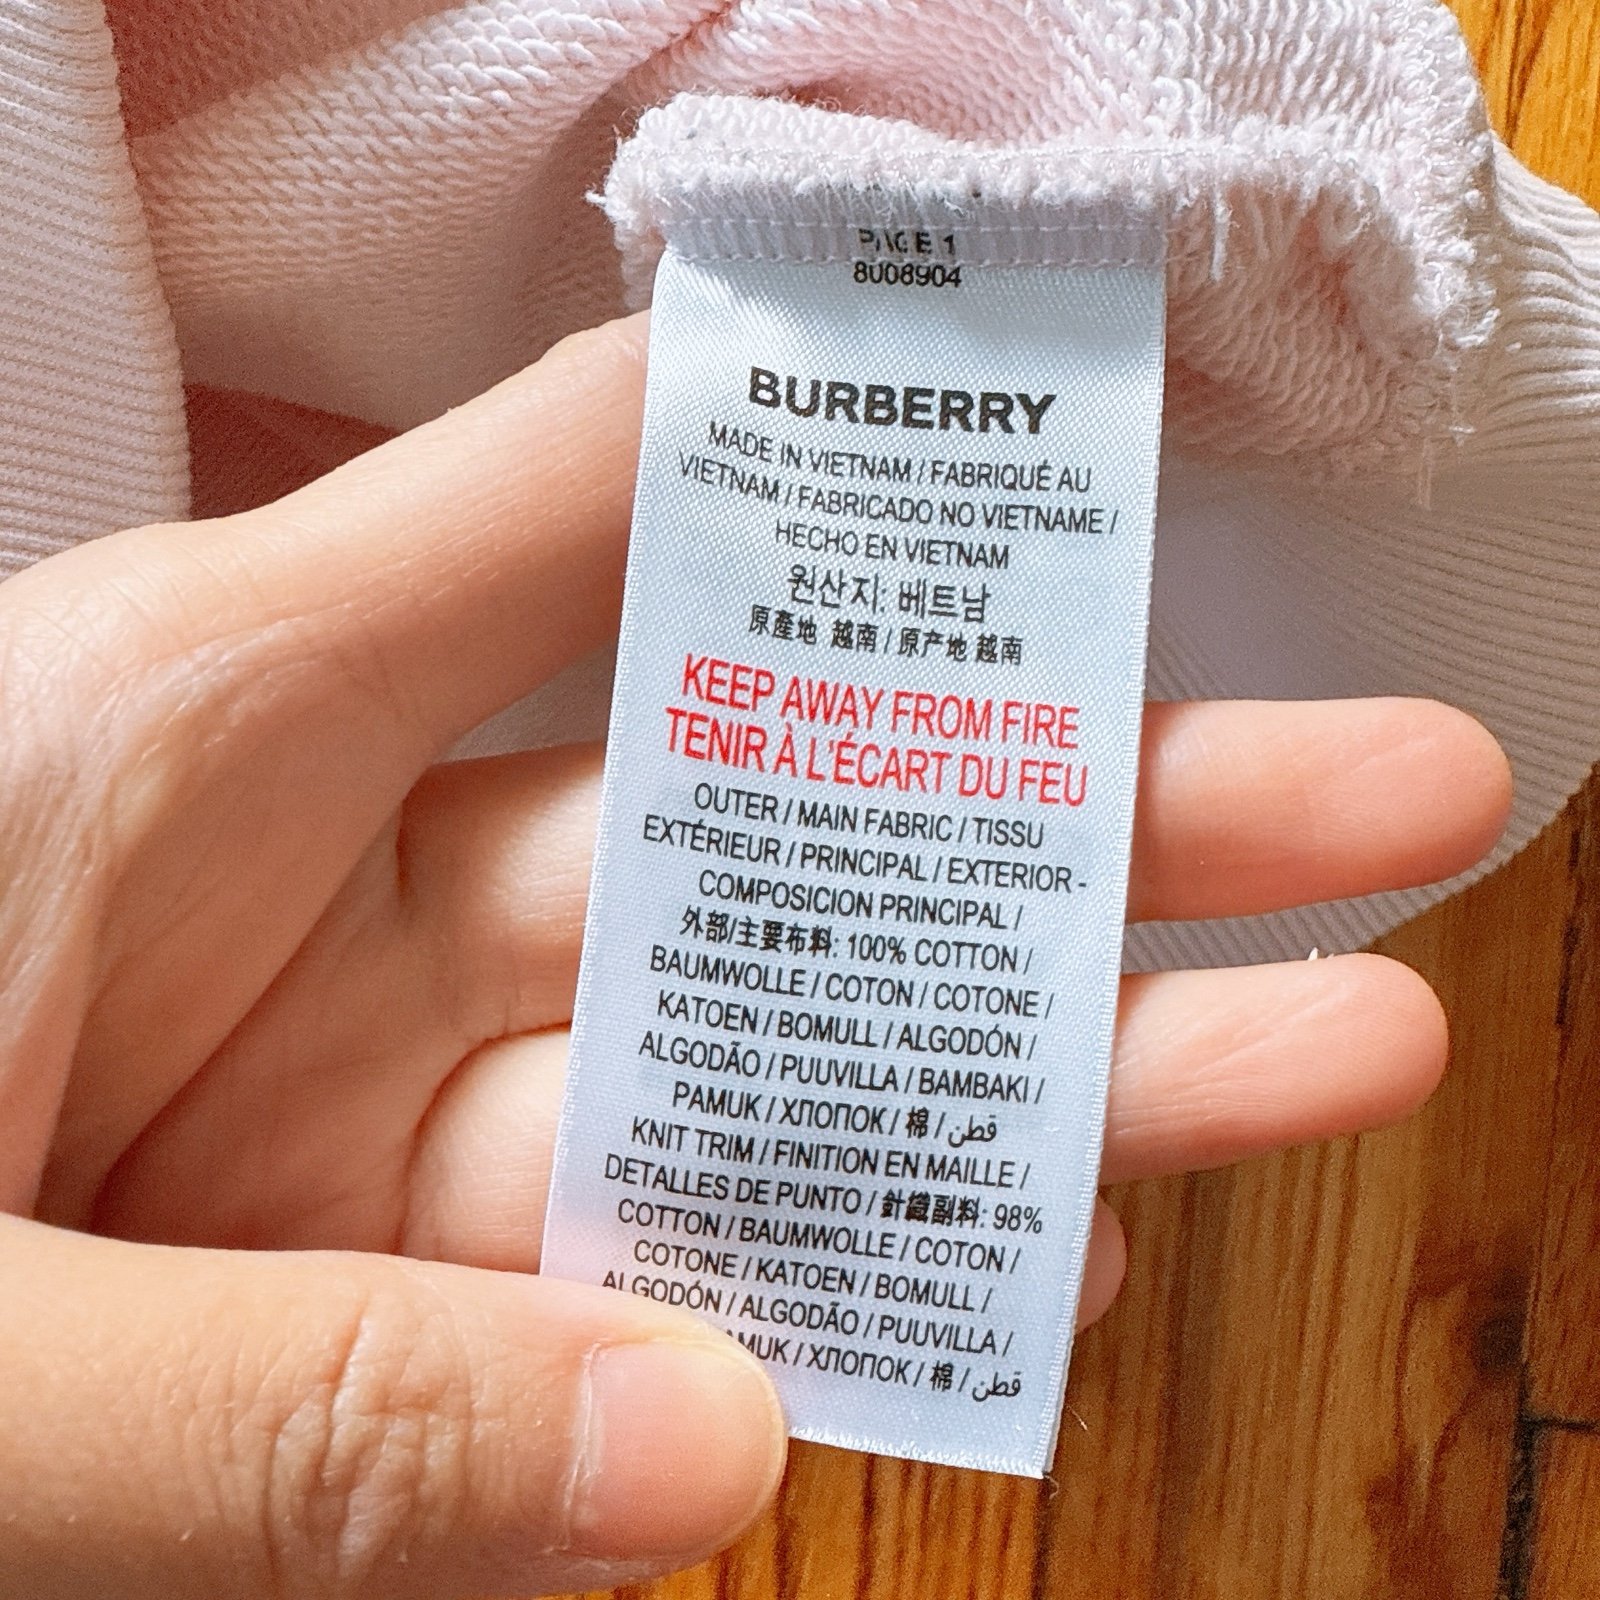 PAGE 1
8008904
BURBERRY
MADE IN VIETNAM / FABRIQUÉ AU
VIETNAM / FABRICADO NO VIETNAME /
HECHO EN VIETNAM
원산지: 베트남
原產地 越南 / 原产地 越南
KEEP AWAY FROM FIRE
TENIR À L'ÉCART DU FEU
OUTER / MAIN FABRIC / TISSU
EXTÉRIEUR / PRINCIPAL / EXTERIOR -
COMPOSICION PRINCIPAL /
外部/主要布料: 100% COTTON /
BAUMWOLLE / COTON / COTONE /
KATOEN / BOMULL / ALGODÓN /
ALGODÃO / PUUVILLA / BAMBAKI /
PAMUK / ХЛОПОК / 棉 / قطن
KNIT TRIM / FINITION EN MAILLE /
DETALLES DE PUNTO / 針織副料: 98%
COTTON / BAUMWOLLE / COTON /
COTONE / KATOEN / BOMULL /
ALGODÓN / ALGODÃO / PUUVILLA /
/ ХЛОПОК / 棉 / قطن